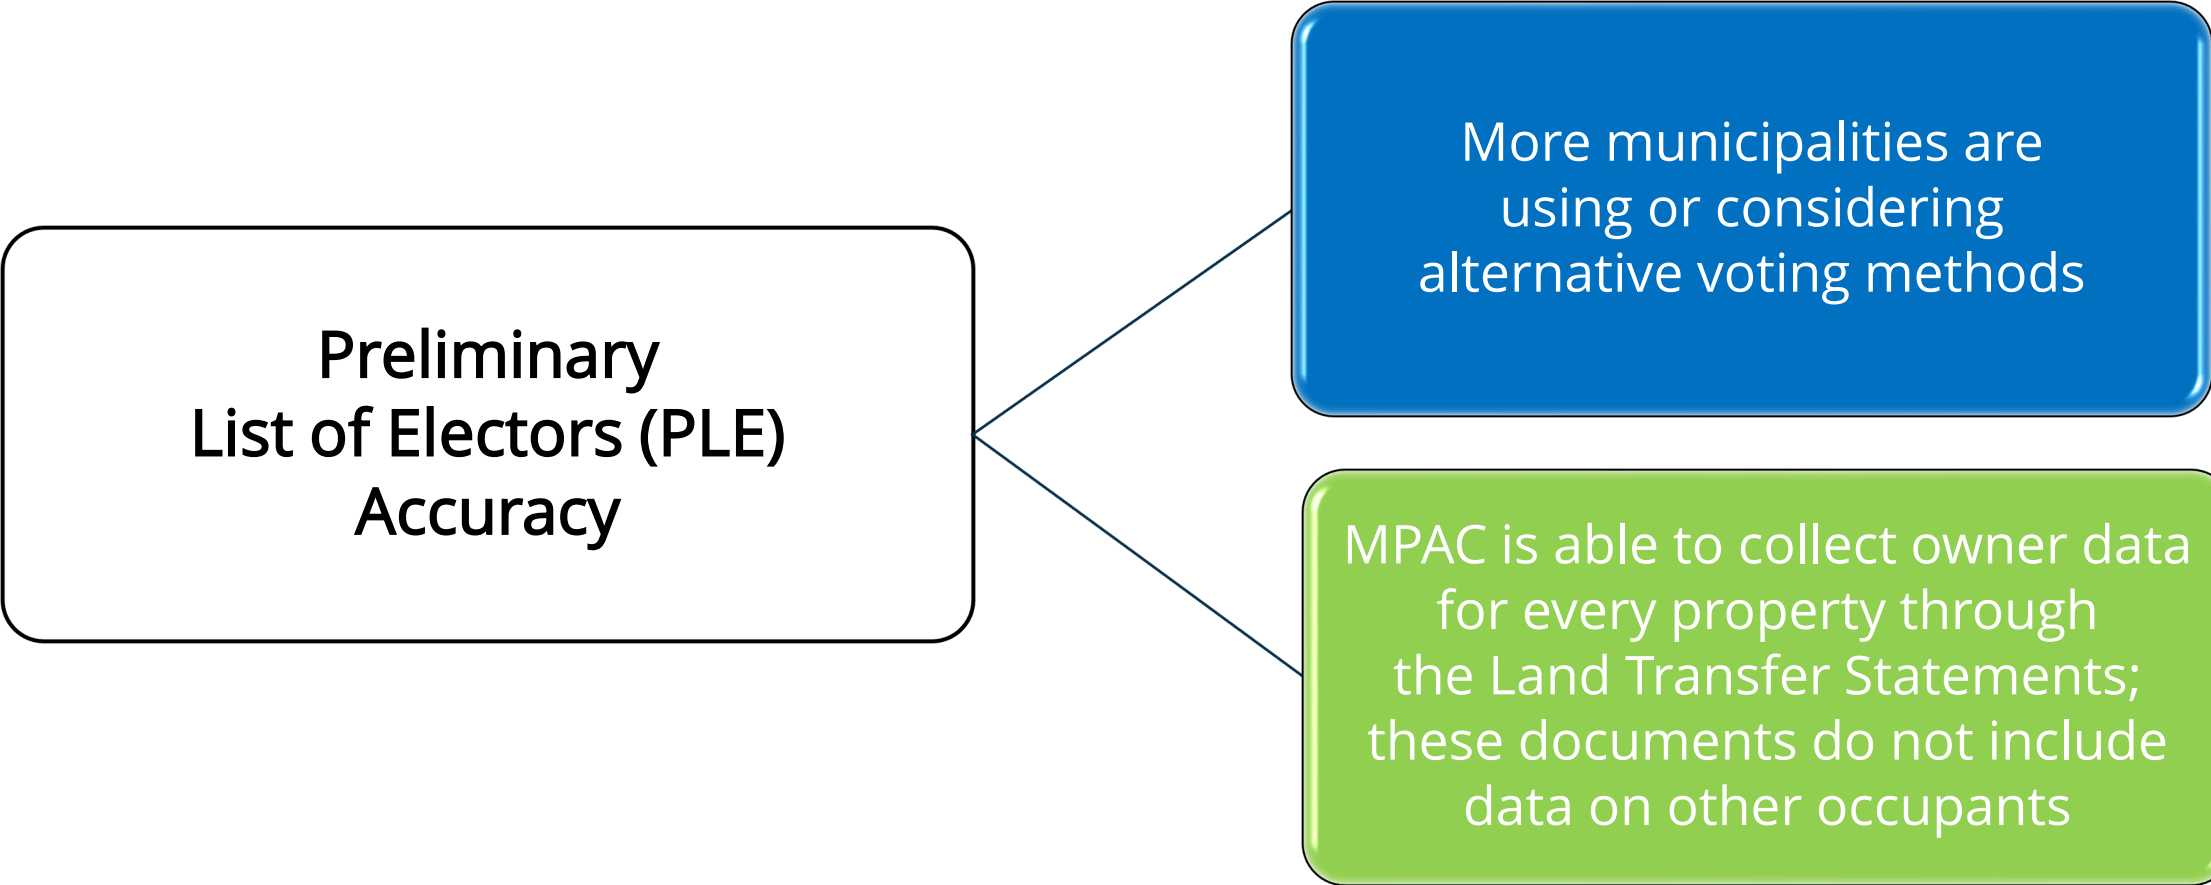 Preliminary
List of Electors (PLE)
Accuracy
More municipalities are
using or considering
alternative voting methods
MPAC is able to collect owner data
for every property through
the Land Transfer Statements;
these documents do not include
data on other occupants